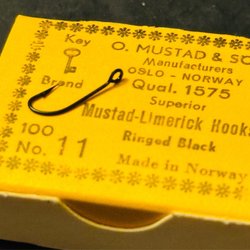 Key
Brand
O. MUSTAD & SÖ
Manufacturers
OSLO - NORWAY
Qual. 1575
Superior
Mustad-Limerick Hooks
Ringed Black
100
No. 11
Made in Norway